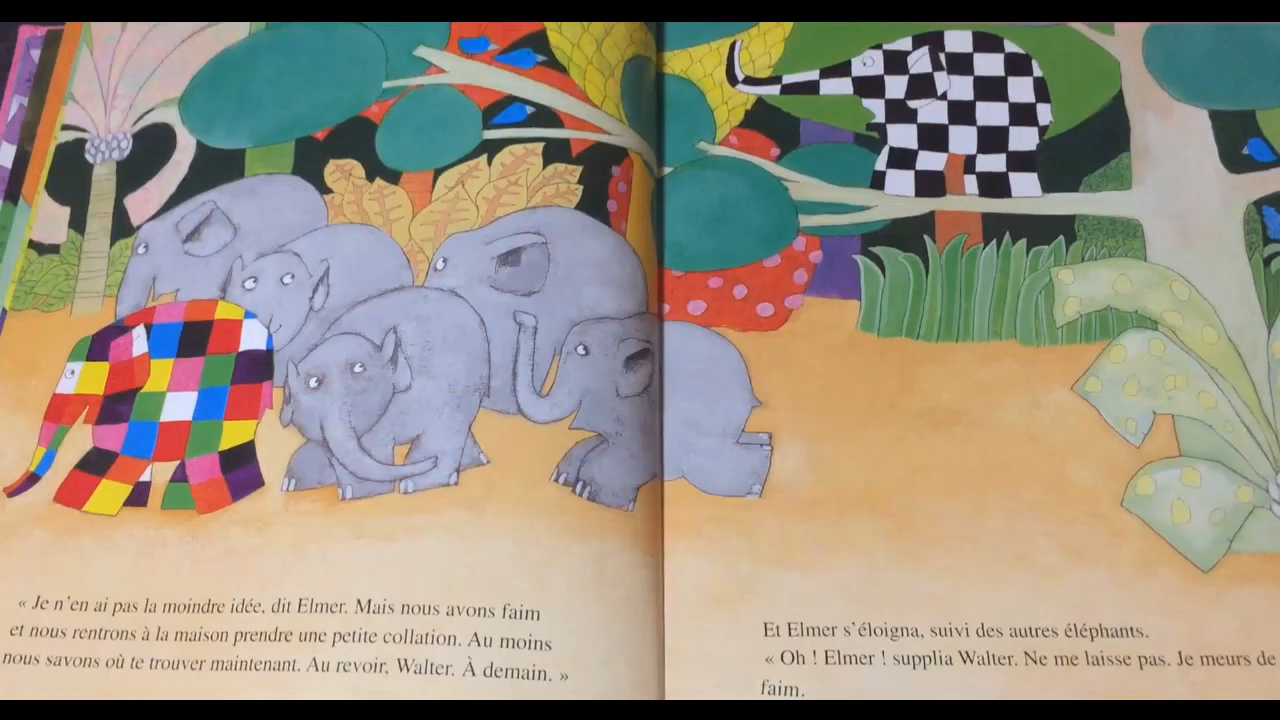 « Je n'en ai pas la moindre idée, dit Elmer. Mais nous avons faim
et nous rentrons à la maison prendre une petite collation. Au moins
nous savons où te trouver maintenant. Au revoir, Walter. À demain. »
Et Elmer s'éloigna, suivi des autres éléphants.
« Oh ! Elmer ! supplia Walter. Ne me laisse pas. Je meurs de
faim.